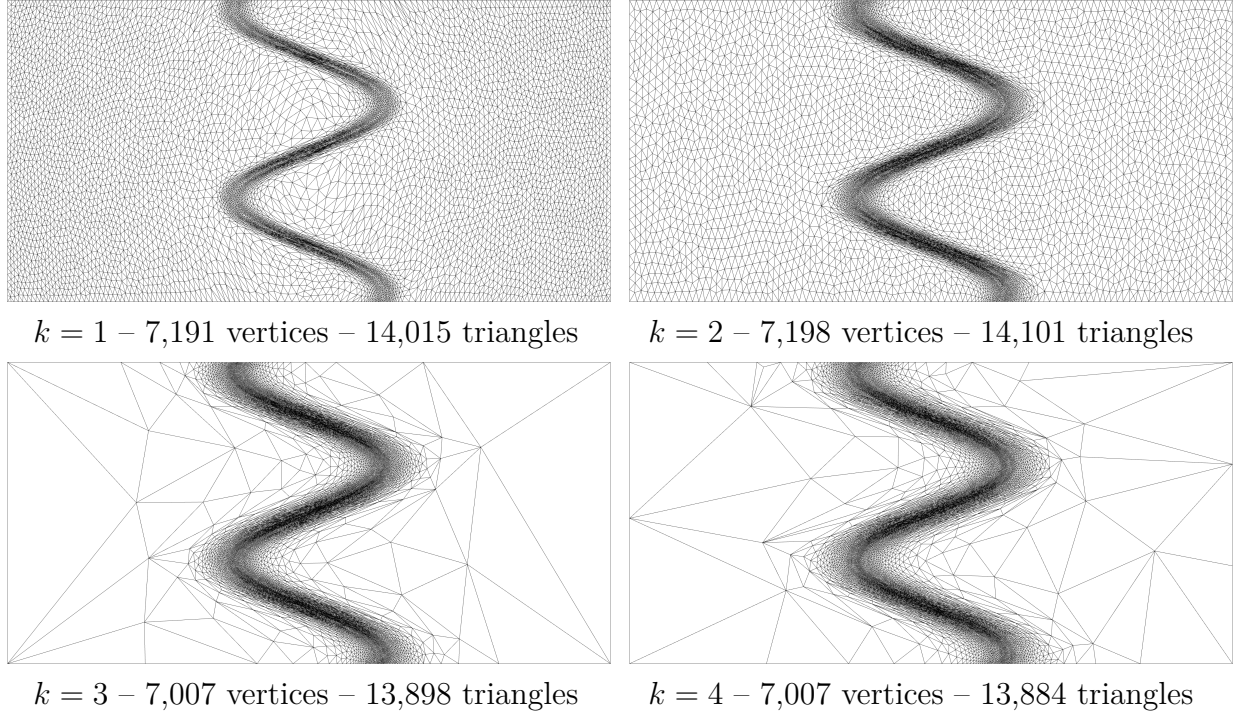 k = 1 – 7,191 vertices – 14,015 triangles
k = 2 – 7,198 vertices – 14,101 triangles
k = 3 – 7,007 vertices – 13,898 triangles
k = 4 – 7,007 vertices – 13,884 triangles